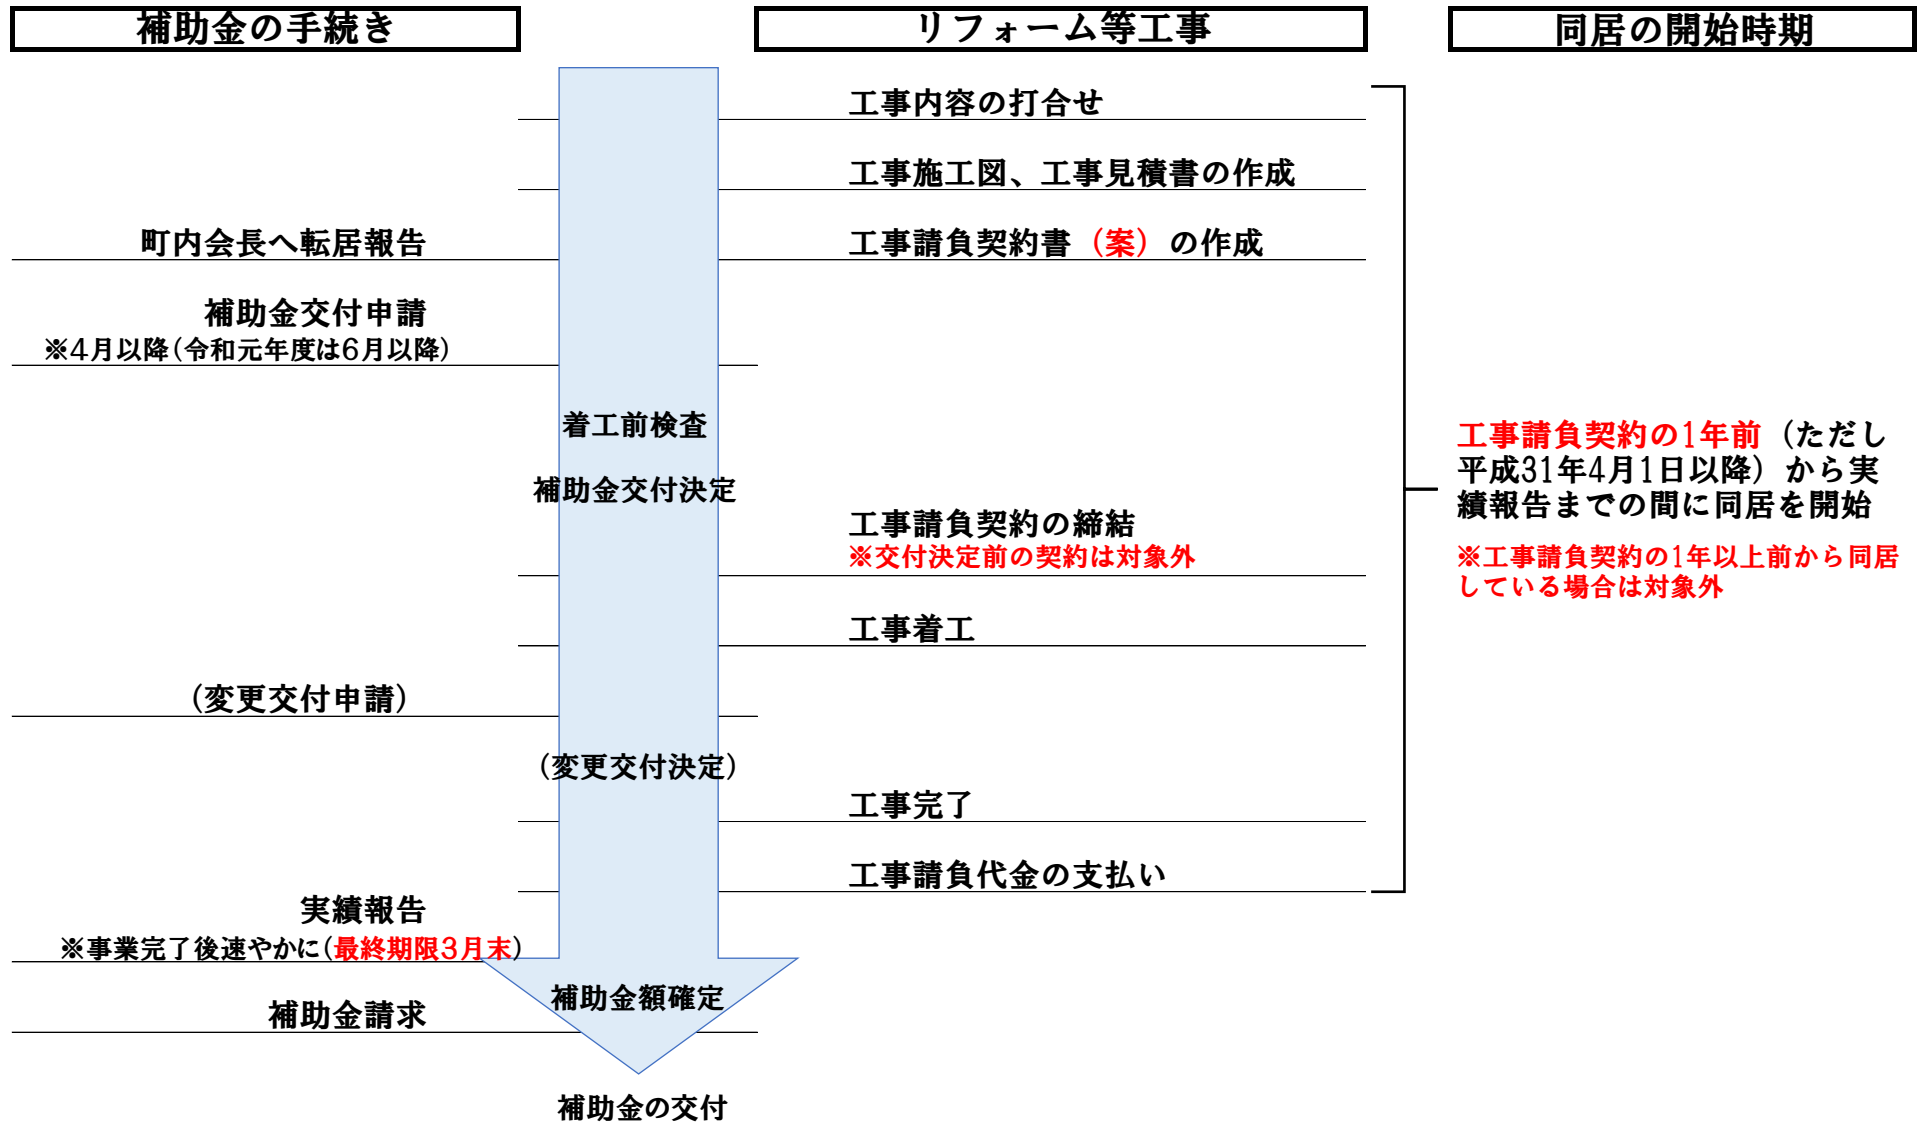 補助金の手続き
リフォーム等工事
同居の開始時期
工事内容の打合せ
工事施工図、工事見積書の作成
町内会長へ転居報告
工事請負契約書（案）の作成
補助金交付申請
※4月以降(令和元年度は6月以降)
着工前検査
補助金交付決定
工事請負契約の締結
※交付決定前の契約は対象外
工事着工
(変更交付申請)
(変更交付決定)
工事完了
工事請負代金の支払い
実績報告
※事業完了後速やかに(最終期限3月末)
補助金額確定
補助金請求
補助金の交付
工事請負契約の1年前（ただし
平成31年4月1日以降）から実
績報告までの間に同居を開始
※工事請負契約の1年以上前から同居
している場合は対象外